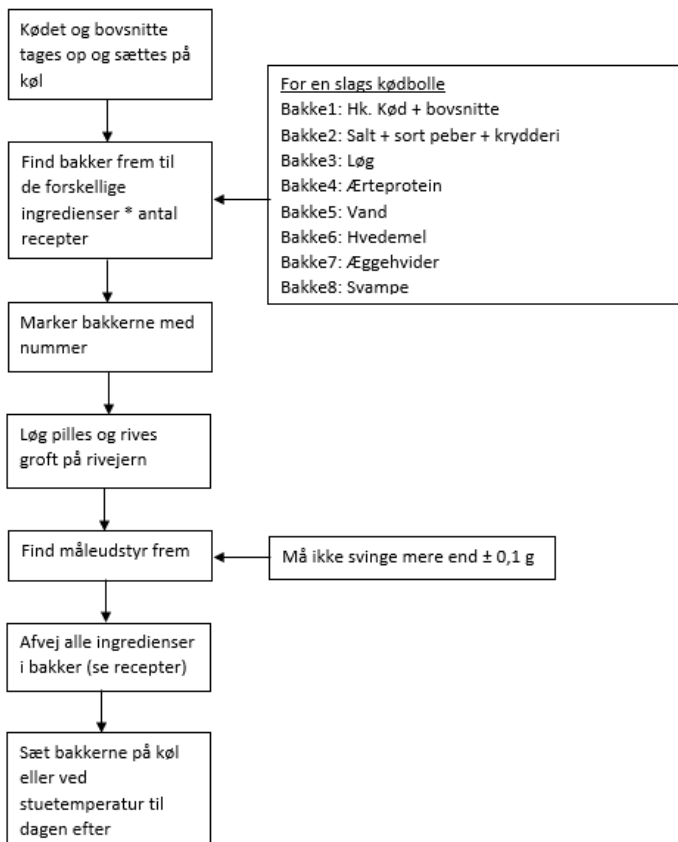 Kødet og bovsnitte
tages op og sættes på
køl
For en slags kødbolle
Bakke1: Hk. Kød + bovsnitte
Bakke2: Salt + sort peber + krydderi
Bakke3: Løg
Bakke4: Ærteprotein
Bakke5: Vand
Bakke6: Hvedemel
Bakke7: Æggehvider
Bakke8: Svampe
Find bakker frem til
de forskellige
ingredienser * antal
recepter
Marker bakkerne med
nummer
Løg pilles og rives
groft på rivejern
Find måleudstyr frem
Må ikke svinge mere end ± 0,1 g
Afvej alle ingredienser
i bakker (se recepter)
Sæt bakkerne på køl
eller ved
stuetemperatur til
dagen efter